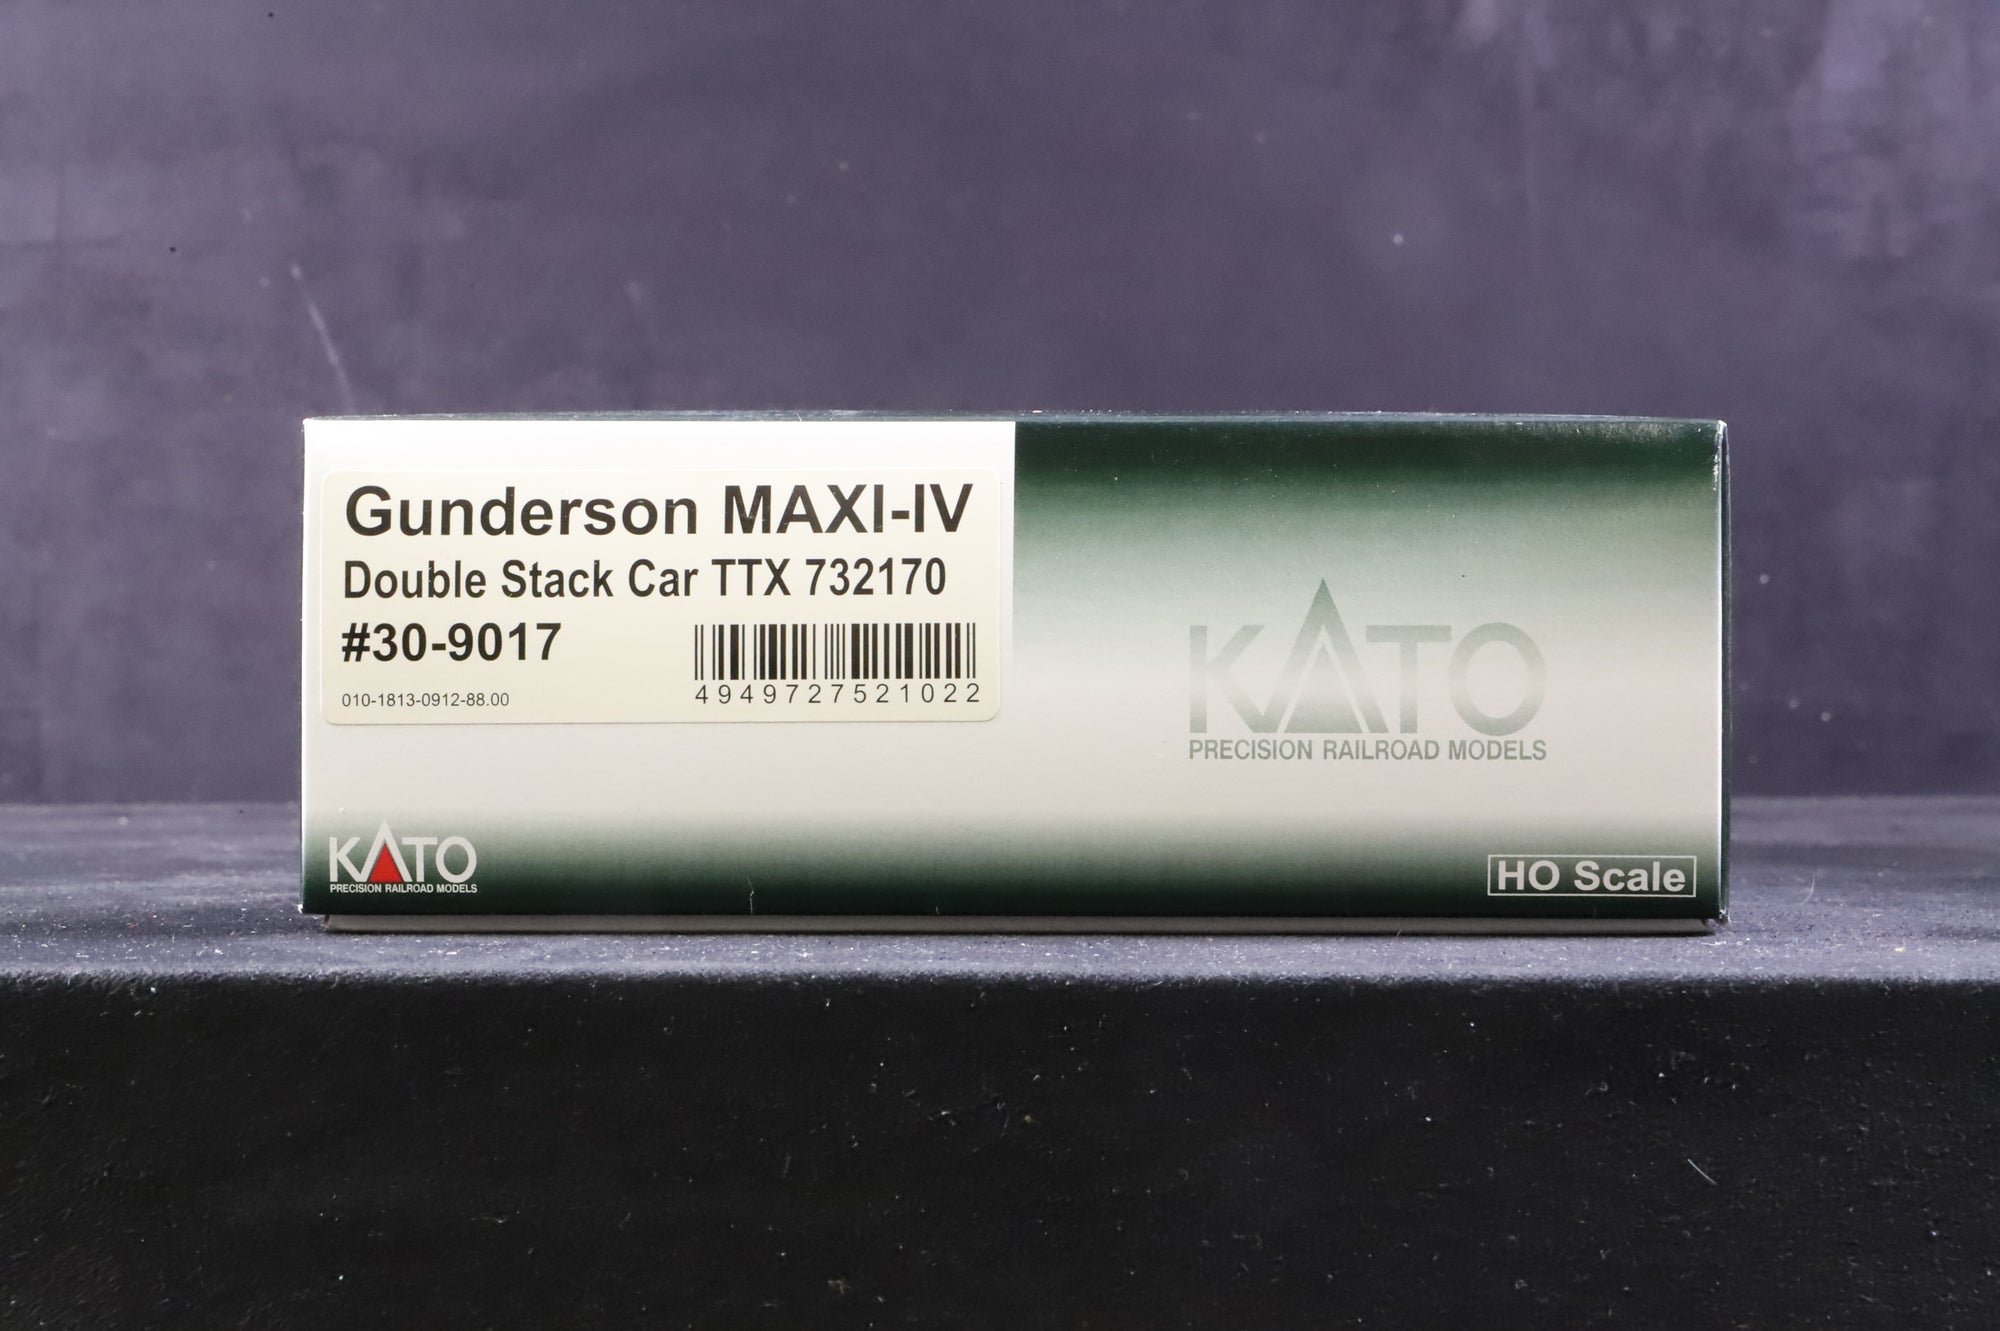 Gunderson MAXI-IV
Double Stack Car TTX 732170
#30-9017
010-1813-0912-88.00
4949727521022
KATO
PRECISION RAILROAD MODELS
KATO
PRECISION RAILROAD MODELS
HO Scale